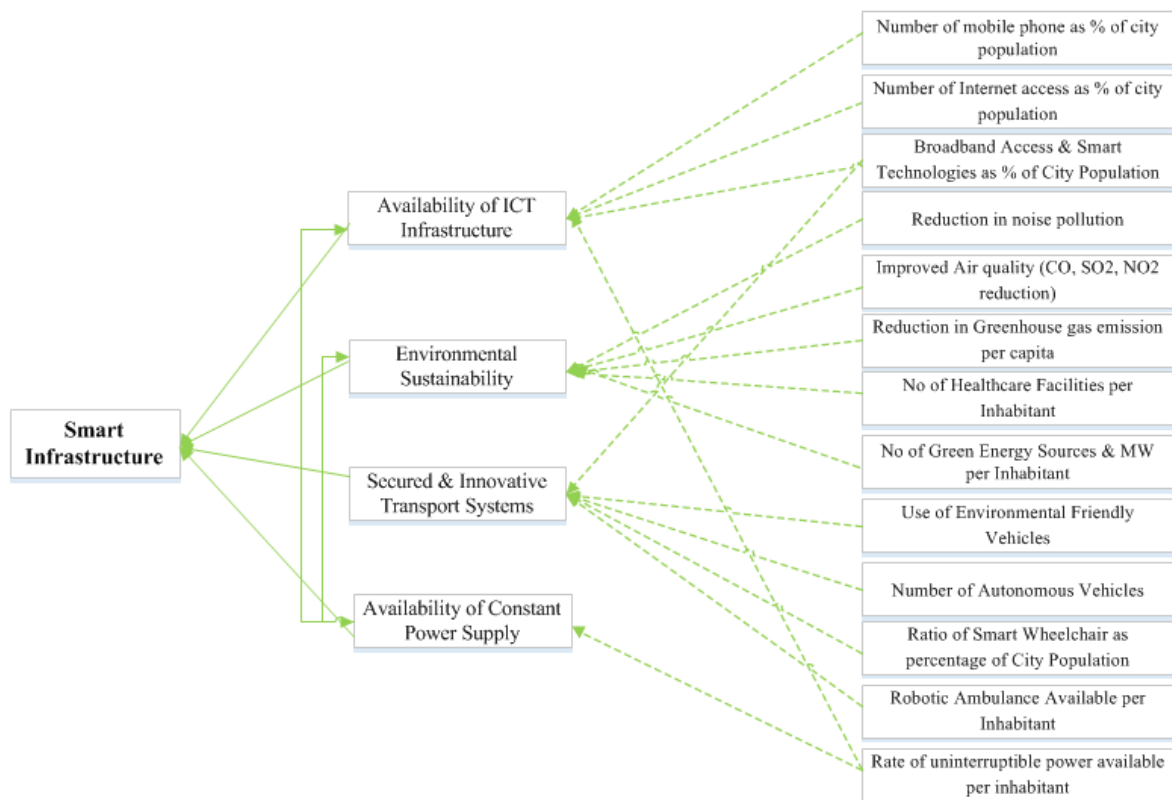 Smart
Infrastructure
Availability of ICT
Infrastructure
Environmental
Sustainability
Secured & Innovative
Transport Systems
Availability of Constant
Power Supply
Number of mobile phone as % of city
population
Number of Internet access as % of city
population
Broadband Access & Smart
Technologies as % of City Population
Reduction in noise pollution
Improved Air quality (CO, SO2, NO2
reduction)
Reduction in Greenhouse gas emission
per capita
No of Healthcare Facilities per
Inhabitant
No of Green Energy Sources & MW
per Inhabitant
Use of Environmental Friendly
Vehicles
Number of Autonomous Vehicles
Ratio of Smart Wheelchair as
percentage of City Population
Robotic Ambulance Available per
Inhabitant
Rate of uninterruptible power available
per inhabitant